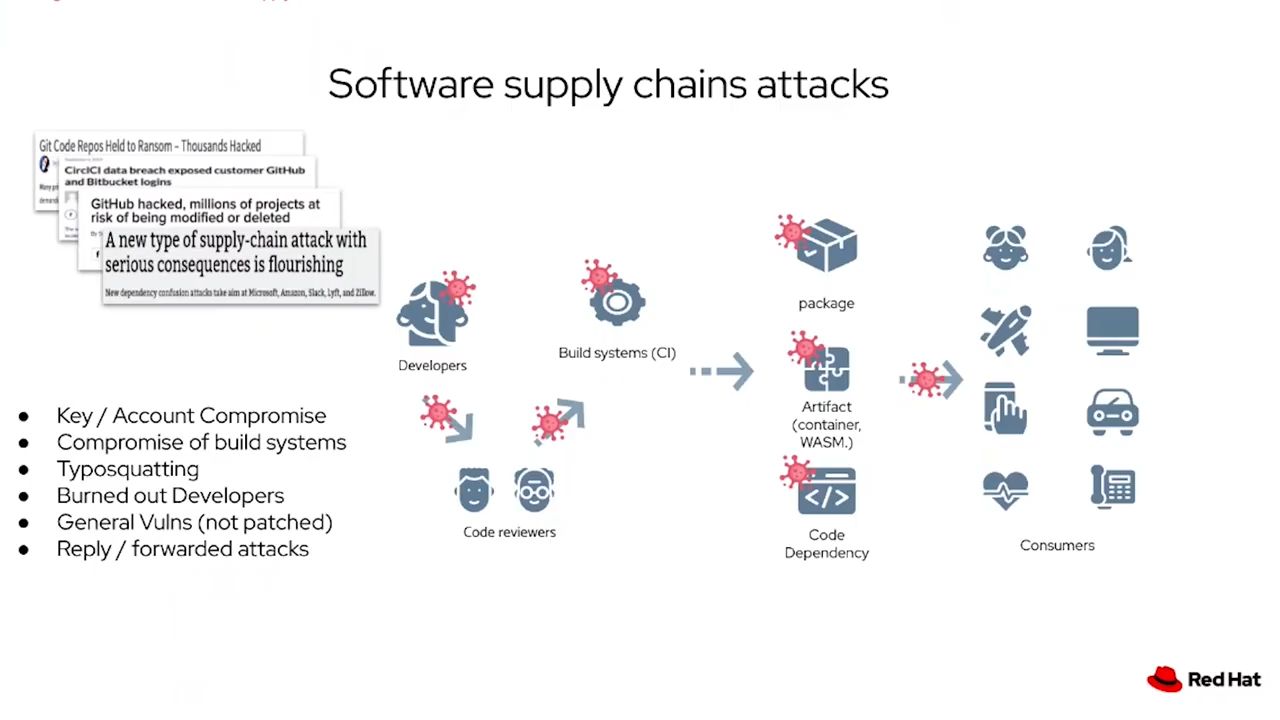 Software supply chains attacks
Git Code Repos Held to Ransom – Thousands Hacked
CirclCI data breach exposed customer GitHub
and Bitbucket logins
GitHub hacked, millions of projects at
risk of being modified or deleted
A new type of supply-chain attack with
serious consequences is flourishing
New dependency confusion attacks take aim at Microsoft, Amazon, Slack, Lyft, and Zillow.
Developers
Build systems (CI)
Code reviewers
package
Artifact
(container,
WASM.)
</>
Code
Dependency
Consumers
● Key / Account Compromise
● Compromise of build systems
● Typosquatting
● Burned out Developers
● General Vulns (not patched)
● Reply / forwarded attacks
Red Hat